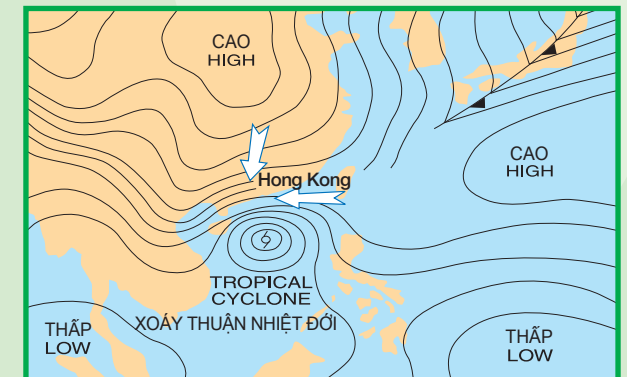 CAO
HIGH
CAO
HIGH
Hong Kong
TROPICAL
CYCLONE
XOÁY THUẬN NHIỆT ĐỚI
THẤP
LOW
THẤP
LOW